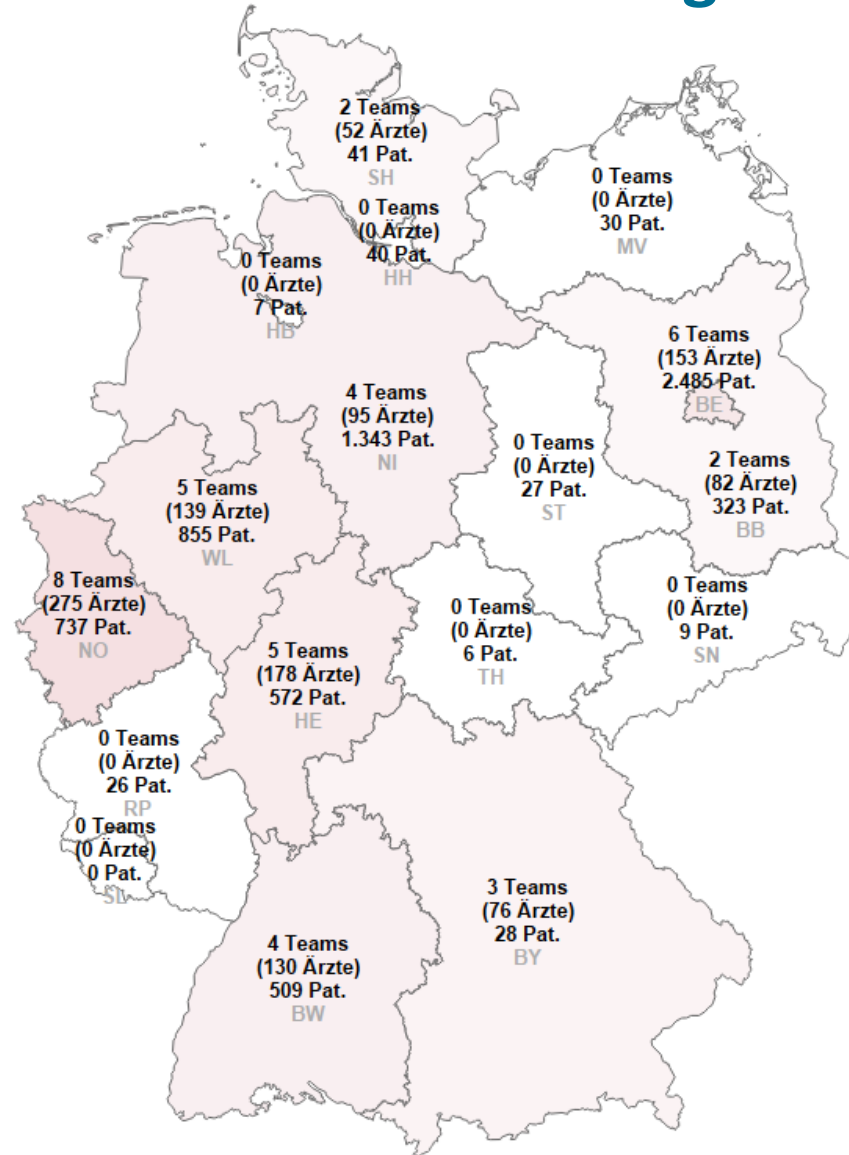 2 Teams
(52 Ärzte)
41 Pat.
SH
0 Teams
(0 Ärzte)
40 Pat.
HH
0 Teams
(0 Ärzte)
30 Pat.
MV
0 Teams
(0 Ärzte)
7 Pat.
HB
6 Teams
(153 Ärzte)
2.485 Pat.
BE
4 Teams
(95 Ärzte)
1.343 Pat.
NI
0 Teams
(0 Ärzte)
27 Pat.
ST
2 Teams
(82 Ärzte)
323 Pat.
BB
5 Teams
(139 Ärzte)
855 Pat.
WL
8 Teams
(275 Ärzte)
737 Pat.
NO
0 Teams
(0 Ärzte)
6 Pat.
TH
0 Teams
(0 Ärzte)
9 Pat.
SN
5 Teams
(178 Ärzte)
572 Pat.
HE
0 Teams
(0 Ärzte)
26 Pat.
RP
0 Teams
(0 Ärzte)
0 Pat.
SL
3 Teams
(76 Ärzte)
28 Pat.
BY
4 Teams
(130 Ärzte)
509 Pat.
BW